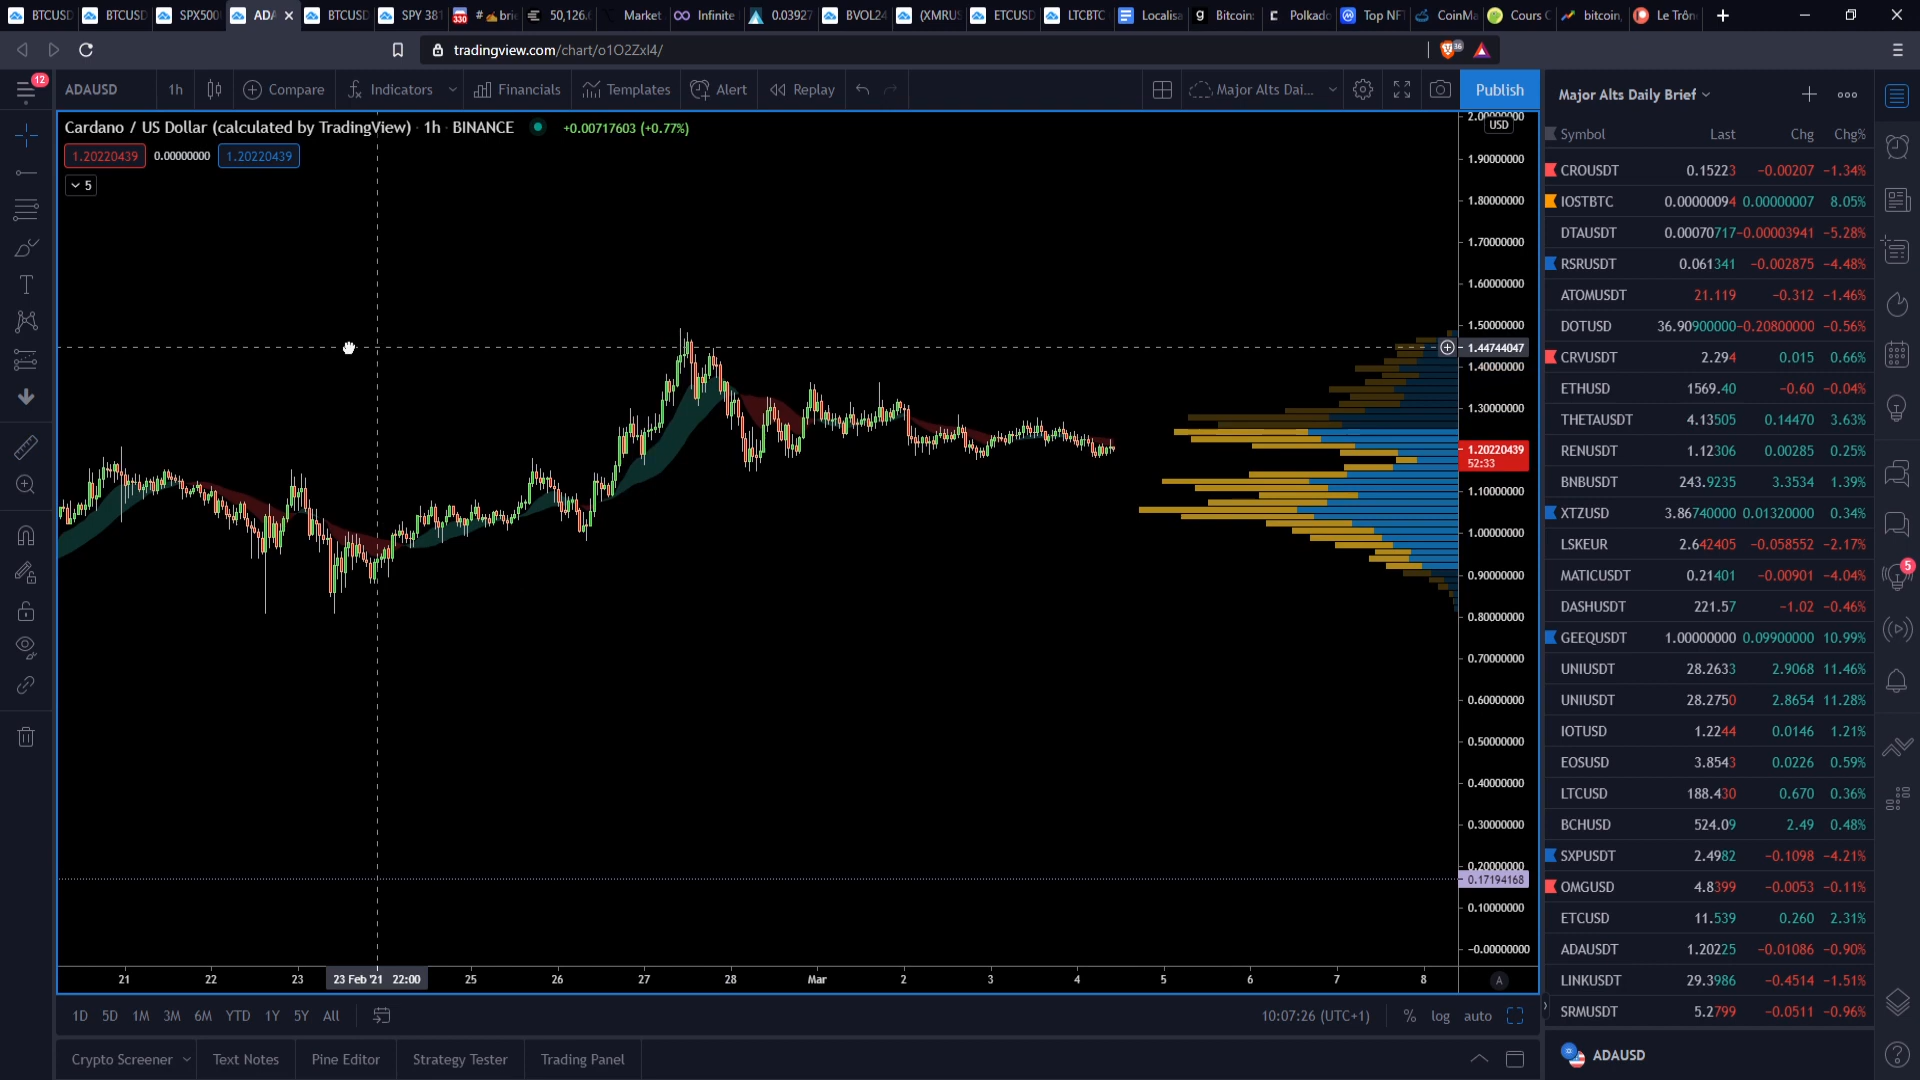 BTCUSD BTCUSD SPX500 ADA BTCUSD SPY 381 50,126. Market Infinite 0.03927 BVOL24 (XMRUS ETCUSD LTCBTC Localisa Bitcoin Polkado Top NFT CoinMa Cours C bitcoin, Le Trône
36
tradingview.com/chart/o1O2Zxl4/
12
ADAUSD 1h Compare Indicators Financials Templates Alert Replay Major Alts Dai... Publish
Cardano / US Dollar (calculated by TradingView) · 1h · BINANCE +0.00717603 (+0.77%)
1.20220439 0.00000000 1.20220439
5
2.00000000
USD
1.90000000
1.80000000
1.70000000
1.60000000
1.50000000
1.44744047
1.40000000
1.30000000
1.20220439
52:33
1.10000000
1.00000000
0.90000000
0.80000000
0.70000000
0.60000000
0.50000000
0.40000000
0.30000000
0.20000000
0.17194168
0.10000000
-0.00000000
21 22 23 23 Feb '21 22:00 25 26 27 28 Mar 2 3 4 5 6 7 8 A
1D 5D 1M 3M 6M YTD 1Y 5Y All 10:07:26 (UTC+1) % log auto
Crypto Screener Text Notes Pine Editor Strategy Tester Trading Panel
Major Alts Daily Brief
Symbol Last Chg Chg%
CROUSDT 0.15223 −0.00207 −1.34%
IOSTBTC 0.00000094 0.00000007 8.05%
DTAUSDT 0.00070717 −0.00003941 −5.28%
RSRUSDT 0.061341 −0.002875 −4.48%
ATOMUSDT 21.119 −0.312 −1.46%
DOTUSD 36.90900000 −0.20800000 −0.56%
CRVUSDT 2.294 0.015 0.66%
ETHUSD 1569.40 −0.60 −0.04%
THETAUSDT 4.13505 0.14470 3.63%
RENUSDT 1.12306 0.00285 0.25%
BNBUSDT 243.9235 3.3534 1.39%
XTZUSD 3.86740000 0.01320000 0.34%
LSKEUR 2.642405 −0.058552 −2.17%
MATICUSDT 0.21401 −0.00901 −4.04%
DASHUSDT 221.57 −1.02 −0.46%
GEEQUSDT 1.00000000 0.09900000 10.99%
UNIUSDT 28.2633 2.9068 11.46%
UNIUSDT 28.2750 2.8654 11.28%
IOTUSD 1.2244 0.0146 1.21%
EOSUSD 3.8543 0.0226 0.59%
LTCUSD 188.430 0.670 0.36%
BCHUSD 524.09 2.49 0.48%
SXPUSDT 2.4982 −0.1098 −4.21%
OMGUSD 4.8399 −0.0053 −0.11%
ETCUSD 11.539 0.260 2.31%
ADAUSDT 1.20225 −0.01086 −0.90%
LINKUSDT 29.3986 −0.4514 −1.51%
SRMUSDT 5.2799 −0.0511 −0.96%
ADAUSD
5